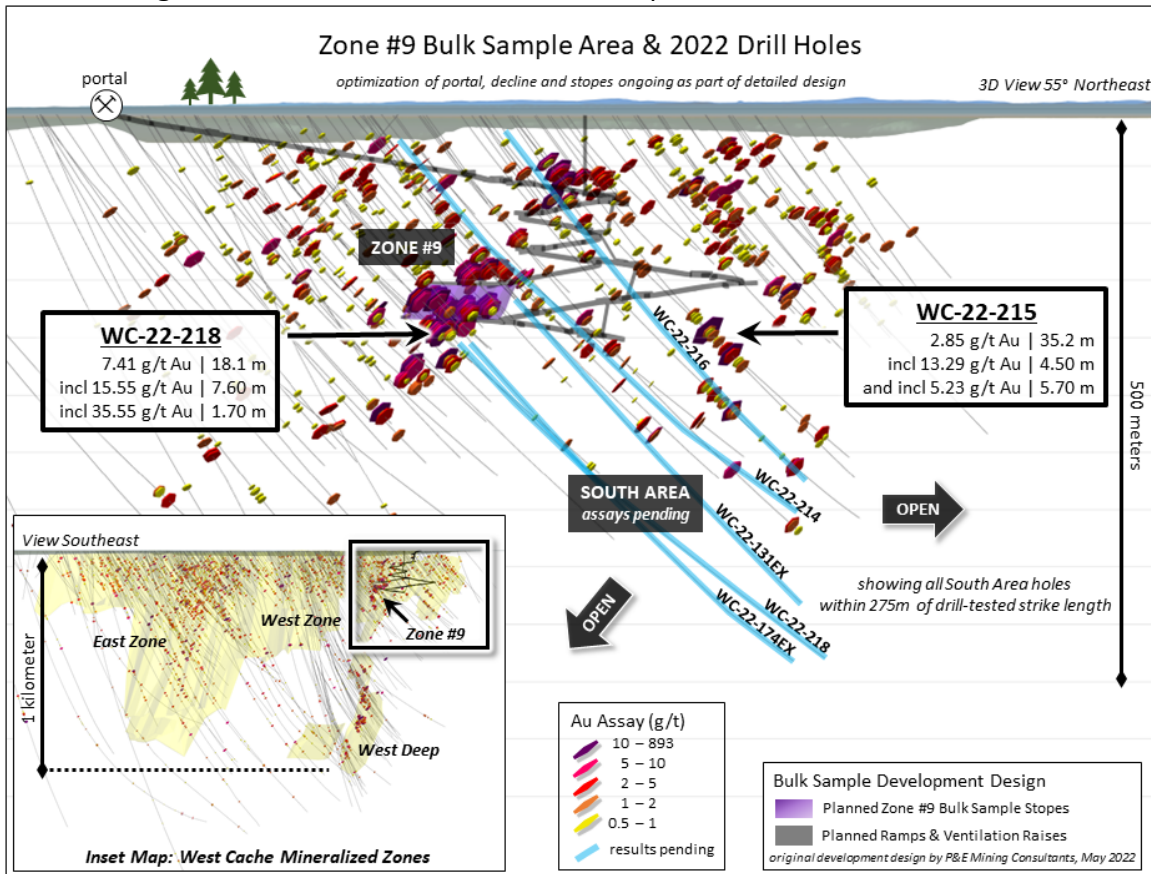 Zone #9 Bulk Sample Area & 2022 Drill Holes
optimization of portal, decline and stopes ongoing as part of detailed design
3D View 55° Northeast
portal
ZONE #9
WC-22-218
7.41 g/t Au | 18.1 m
incl 15.55 g/t Au | 7.60 m
incl 35.55 g/t Au | 1.70 m
WC-22-215
2.85 g/t Au | 35.2 m
incl 13.29 g/t Au | 4.50 m
and incl 5.23 g/t Au | 5.70 m
WC-22-216
500 meters
SOUTH AREA
assays pending
WC-22-214
OPEN
WC-22-131EX
showing all South Area holes
within 275m of drill-tested strike length
OPEN
WC-22-218
WC-22-174EX
View Southeast
1 kilometer
East Zone
West Zone
Zone #9
West Deep
Inset Map: West Cache Mineralized Zones
Au Assay (g/t)
10 – 893
5 – 10
2 – 5
1 – 2
0.5 – 1
results pending
Bulk Sample Development Design
Planned Zone #9 Bulk Sample Stopes
Planned Ramps & Ventilation Raises
original development design by P&E Mining Consultants, May 2022